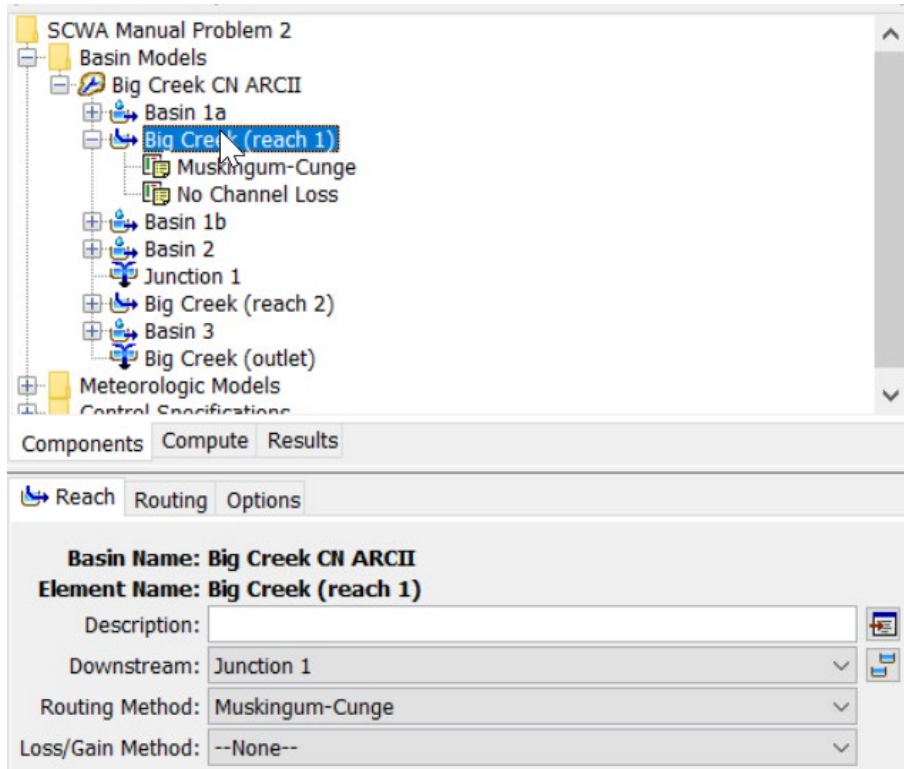 SCWA Manual Problem 2
Basin Models
Big Creek CN ARCII
Basin 1a
Big Creek (reach 1)
Muskingum-Cunge
No Channel Loss
Basin 1b
Basin 2
Junction 1
Big Creek (reach 2)
Basin 3
Big Creek (outlet)
Meteorologic Models
Control Specifications
Components Compute Results
Reach Routing Options
Basin Name: Big Creek CN ARCII
Element Name: Big Creek (reach 1)
Description:
Downstream: Junction 1
Routing Method: Muskingum-Cunge
Loss/Gain Method: --None--